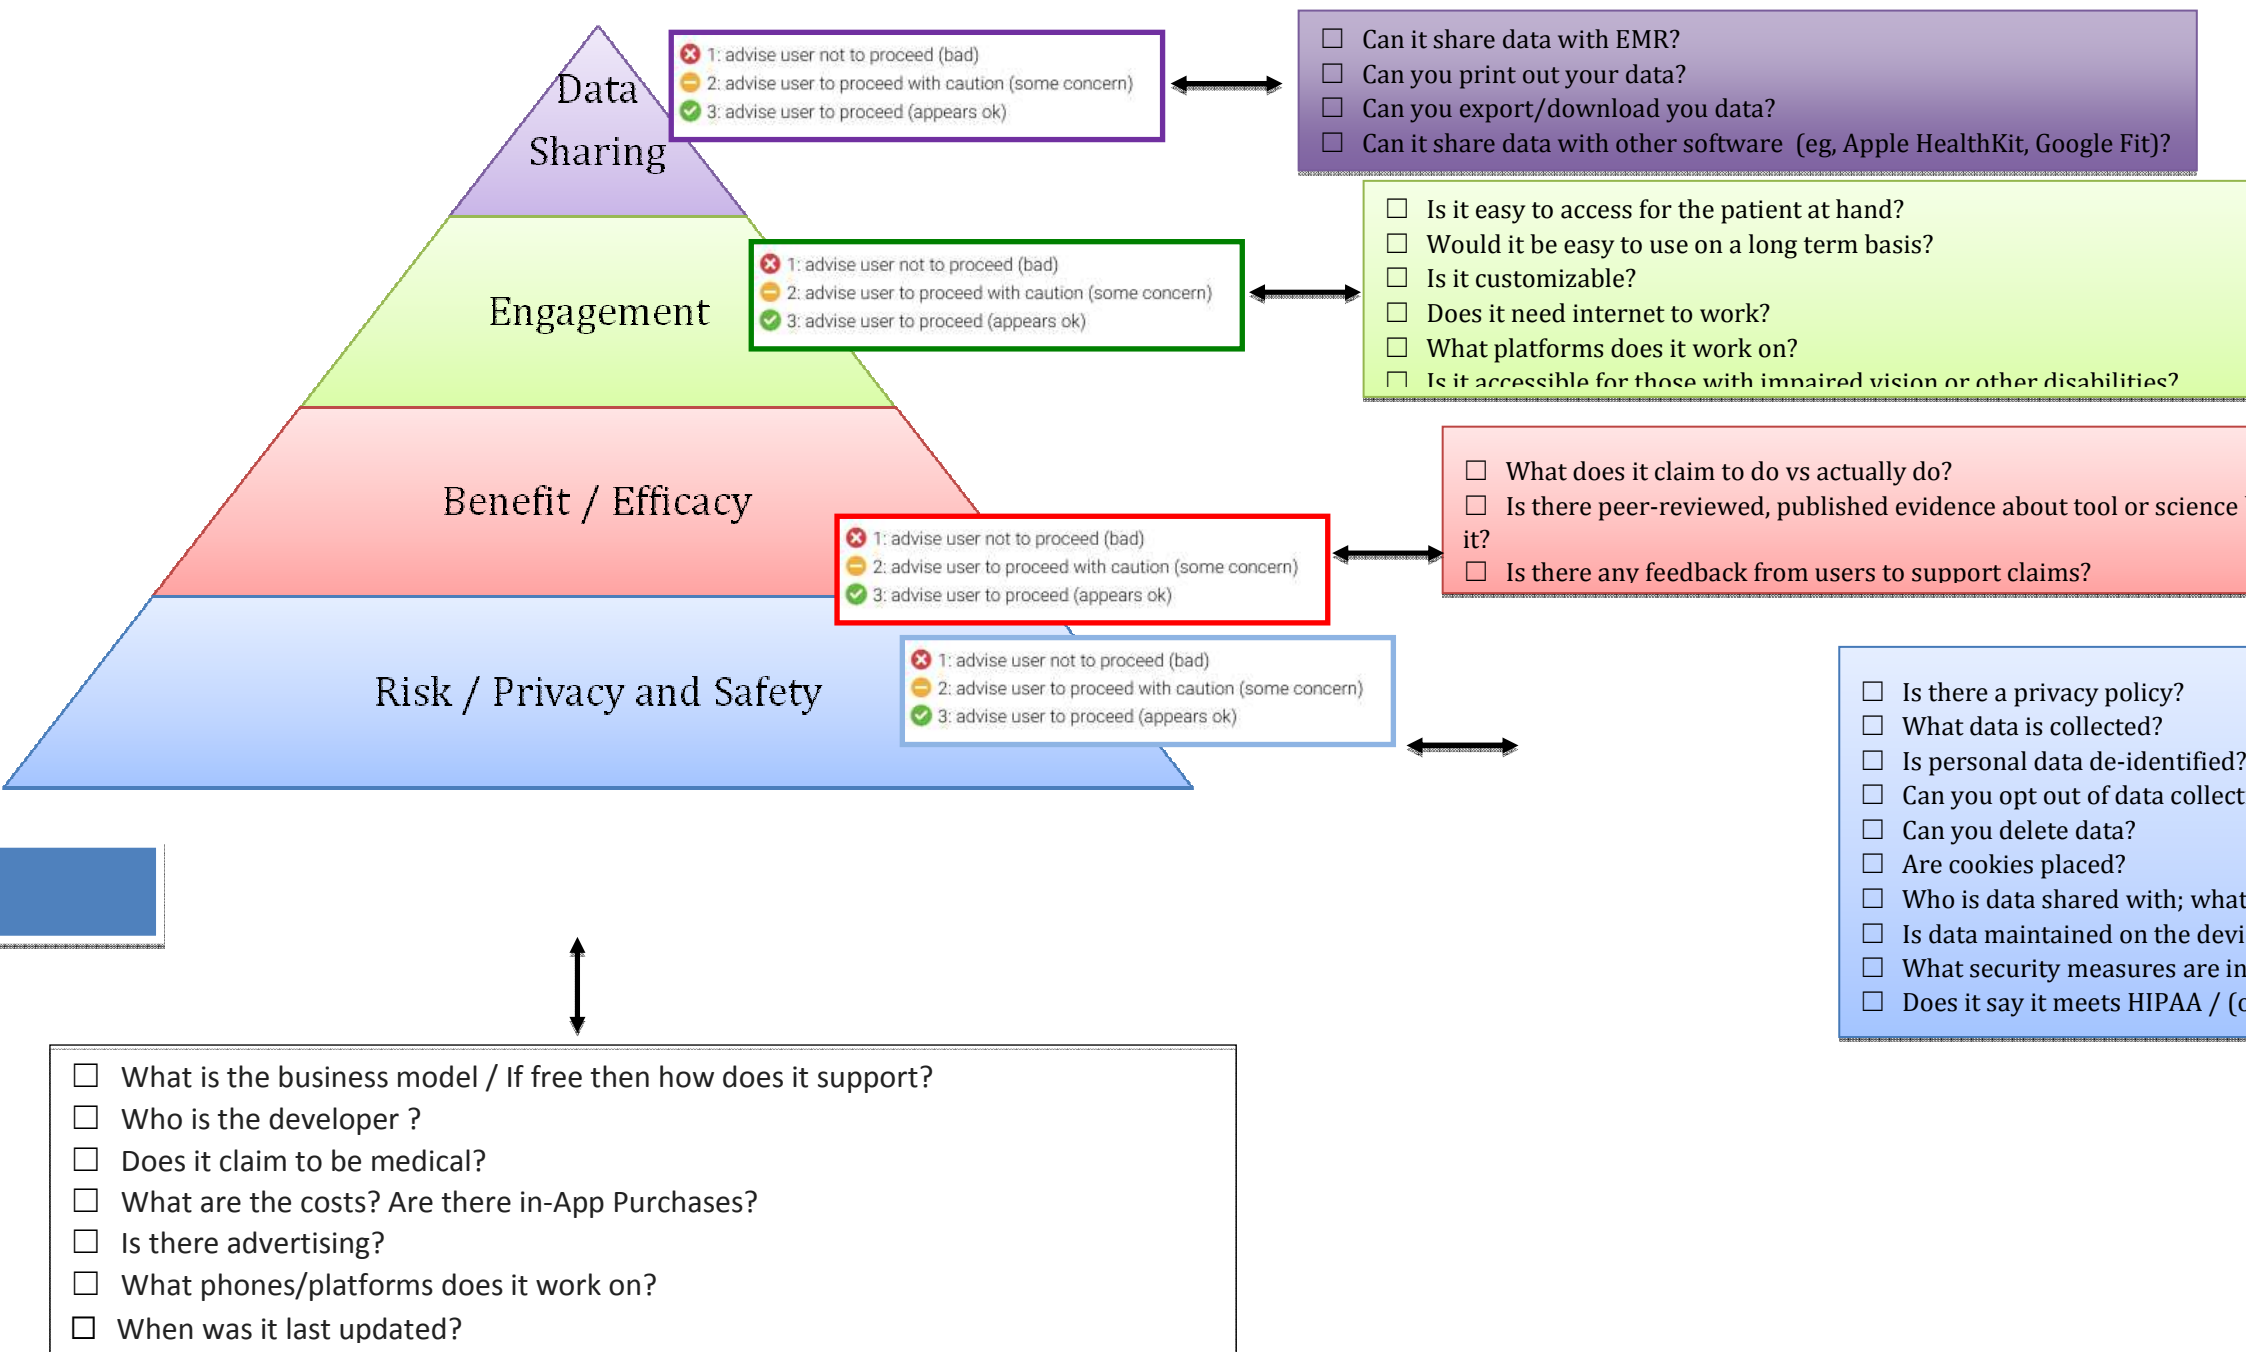 Data
Sharing
1: advise user not to proceed (bad)
2: advise user to proceed with caution (some concern)
3: advise user to proceed (appears ok)
☐ Can it share data with EMR?
☐ Can you print out your data?
☐ Can you export/download you data?
☐ Can it share data with other software (eg, Apple HealthKit, Google Fit)?
Engagement
1: advise user not to proceed (bad)
2: advise user to proceed with caution (some concern)
3: advise user to proceed (appears ok)
☐ Is it easy to access for the patient at hand?
☐ Would it be easy to use on a long term basis?
☐ Is it customizable?
☐ Does it need internet to work?
☐ What platforms does it work on?
☐ Is it accessible for those with impaired vision or other disabilities?
Benefit / Efficacy
1: advise user not to proceed (bad)
2: advise user to proceed with caution (some concern)
3: advise user to proceed (appears ok)
☐ What does it claim to do vs actually do?
☐ Is there peer-reviewed, published evidence about tool or science
it?
☐ Is there any feedback from users to support claims?
Risk / Privacy and Safety
1: advise user not to proceed (bad)
2: advise user to proceed with caution (some concern)
3: advise user to proceed (appears ok)
☐ Is there a privacy policy?
☐ What data is collected?
☐ Is personal data de-identified?
☐ Can you opt out of data collect
☐ Can you delete data?
☐ Are cookies placed?
☐ Who is data shared with; what
☐ Is data maintained on the devi
☐ What security measures are in
☐ Does it say it meets HIPAA / (
☐ What is the business model / If free then how does it support?
☐ Who is the developer ?
☐ Does it claim to be medical?
☐ What are the costs? Are there in-App Purchases?
☐ Is there advertising?
☐ What phones/platforms does it work on?
☐ When was it last updated?